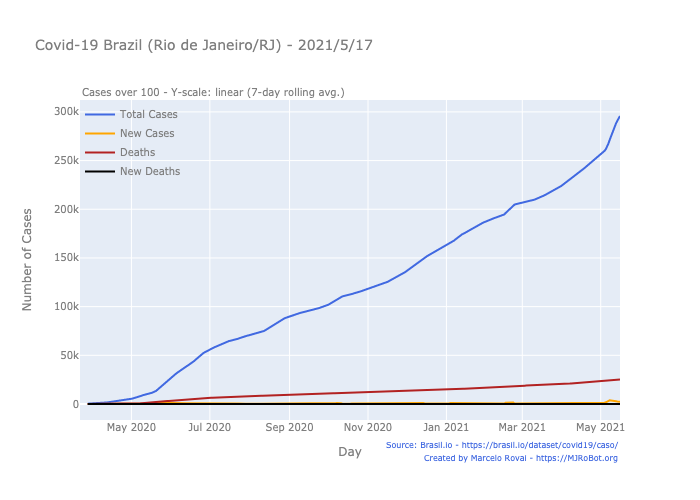 Covid-19 Brazil (Rio de Janeiro/RJ) - 2021/5/17
Cases over 100 - Y-scale: linear (7-day rolling avg.)
300k
250k
200k
150k
100k
50k
0
Total Cases
New Cases
Deaths
New Deaths
Number of Cases
May 2020
Jul 2020
Sep 2020
Nov 2020
Jan 2021
Mar 2021
May 2021
Day
Source: Brasil.io - https://brasil.io/dataset/covid19/caso/
Created by Marcelo Rovai - https://MJRoBot.org